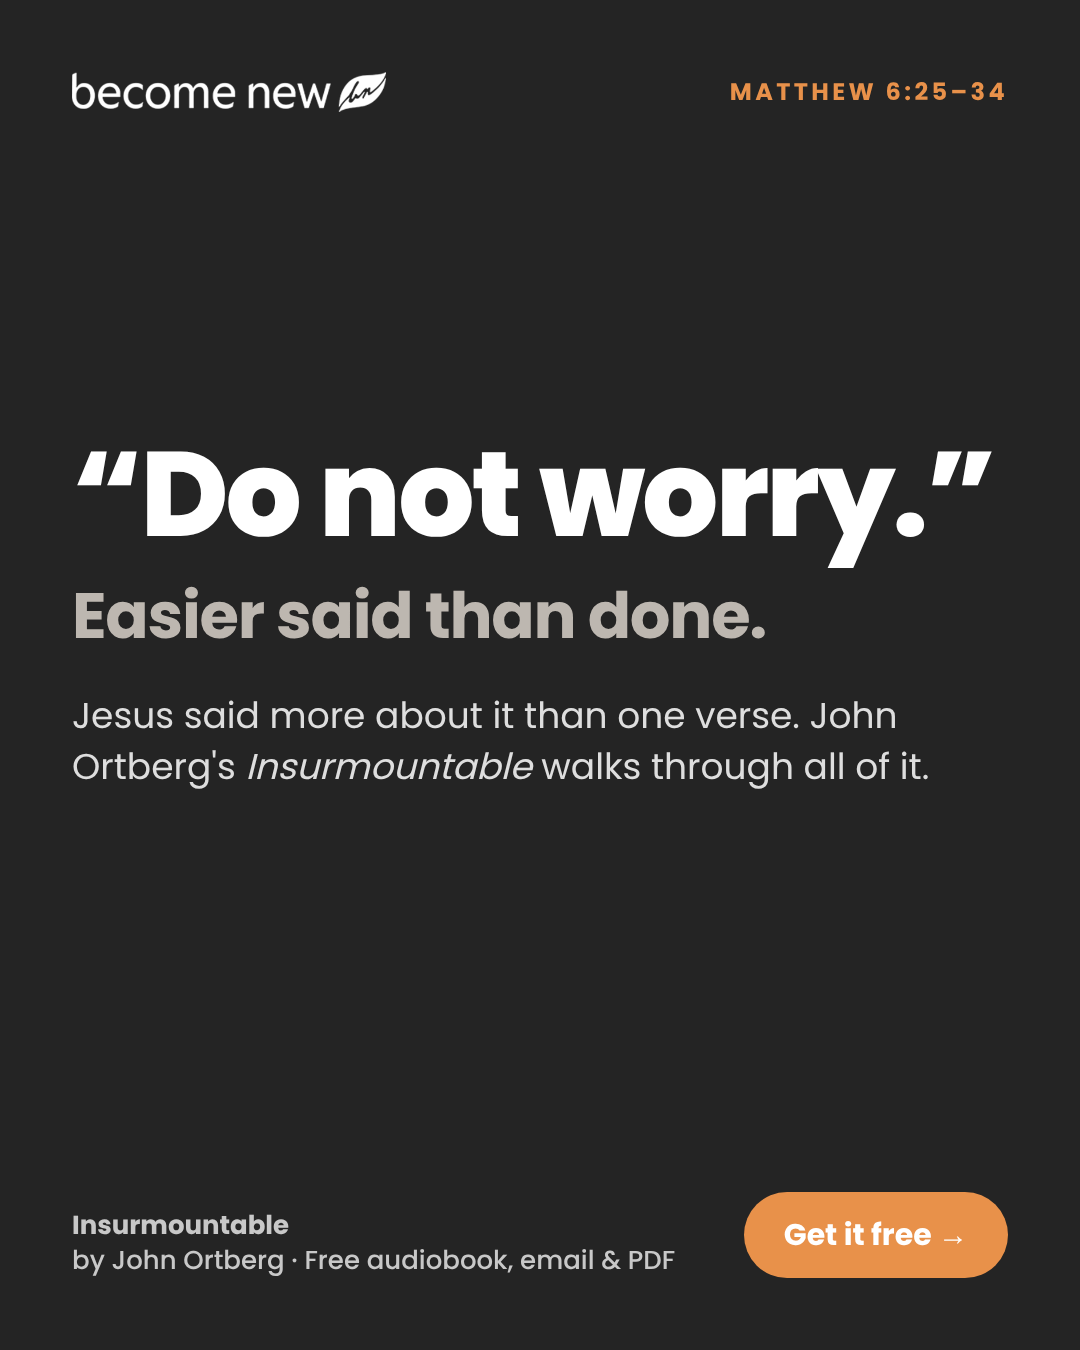 become new
MATTHEW 6:25–34
“Do not worry.”
Easier said than done.
Jesus said more about it than one verse. John
Ortberg's Insurmountable walks through all of it.
Insurmountable
by John Ortberg · Free audiobook, email & PDF
Get it free →